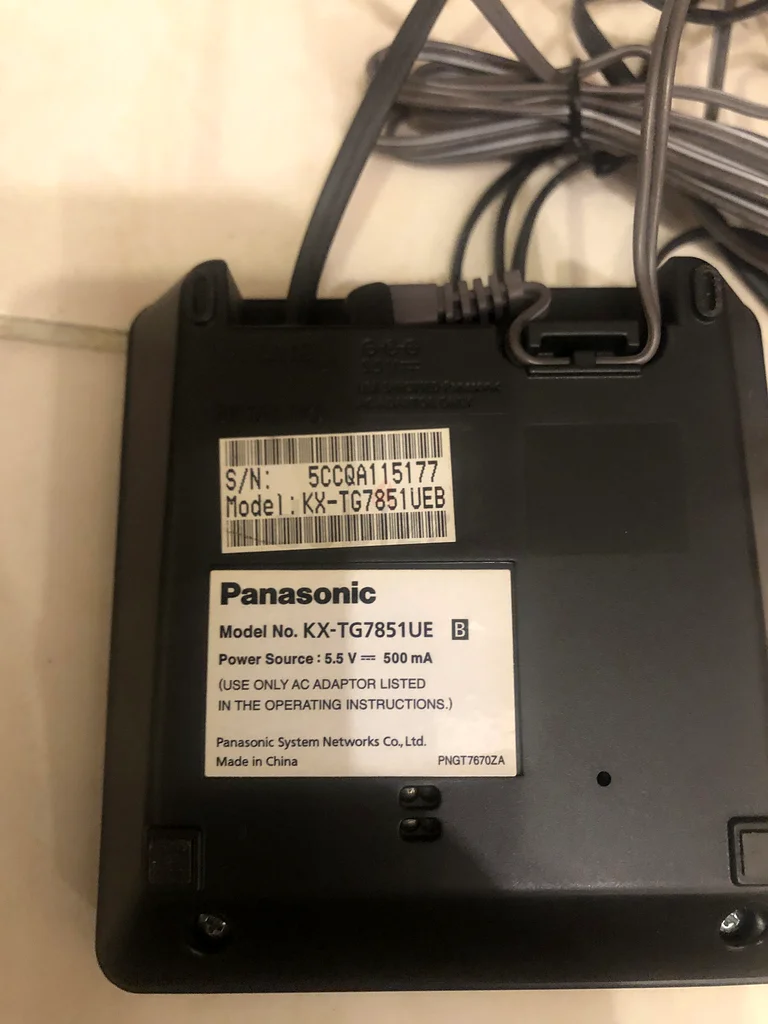 S/N: 5CCQA115177
Model: KX-TG7851UEB
Panasonic
Model No. KX-TG7851UE B
Power Source : 5.5 V ⎓ 500 mA
(USE ONLY AC ADAPTOR LISTED
IN THE OPERATING INSTRUCTIONS.)
Panasonic System Networks Co., Ltd.
Made in China PNGT7670ZA